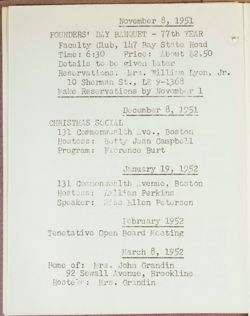 November 8, 1951
FOUNDERS' DAY BANQUET - 77th YEAR
Faculty Club, 147 Bay State Road
Time: 6:30 Price: About $2.50
Details to be given later
Reservations: Mrs. William Lyon, Jr.
10 Sherman St., LE 9-1368
Make Reservations by November 1
December 8, 1951
CHRISTMAS SOCIAL
131 Commonwealth Ave., Boston
Hostess: Betty Jean Campbell
Program: Florence Burt
January 19, 1952
131 Commonwealth Avenue, Boston
Hostess: Lillian Perkins
Speaker: Miss Ellen Petersen
February 1952
Tenetative Open Board Meeting
March 8, 1952
Home of: Mrs. John Grandin
92 Sewall Avenue, Brookline
Hostess: Mrs. Grandin